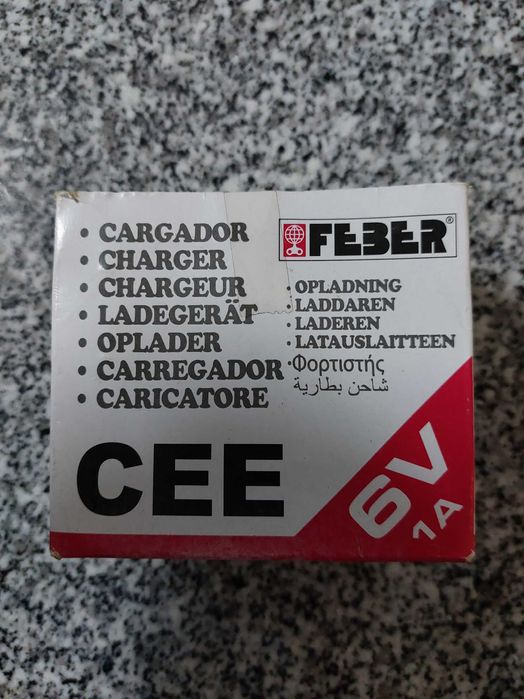 • CARGADOR
• CHARGER
• CHARGEUR
• LADEGERÄT
• OPLADER
• CARREGADOR
• CARICATORE
FEBER®
• OPLADNING
• LADDAREN
• LADEREN
• LATAUSLAITTEEN
• Φορτιστής
شاحن بطارية
CEE
6V
1A